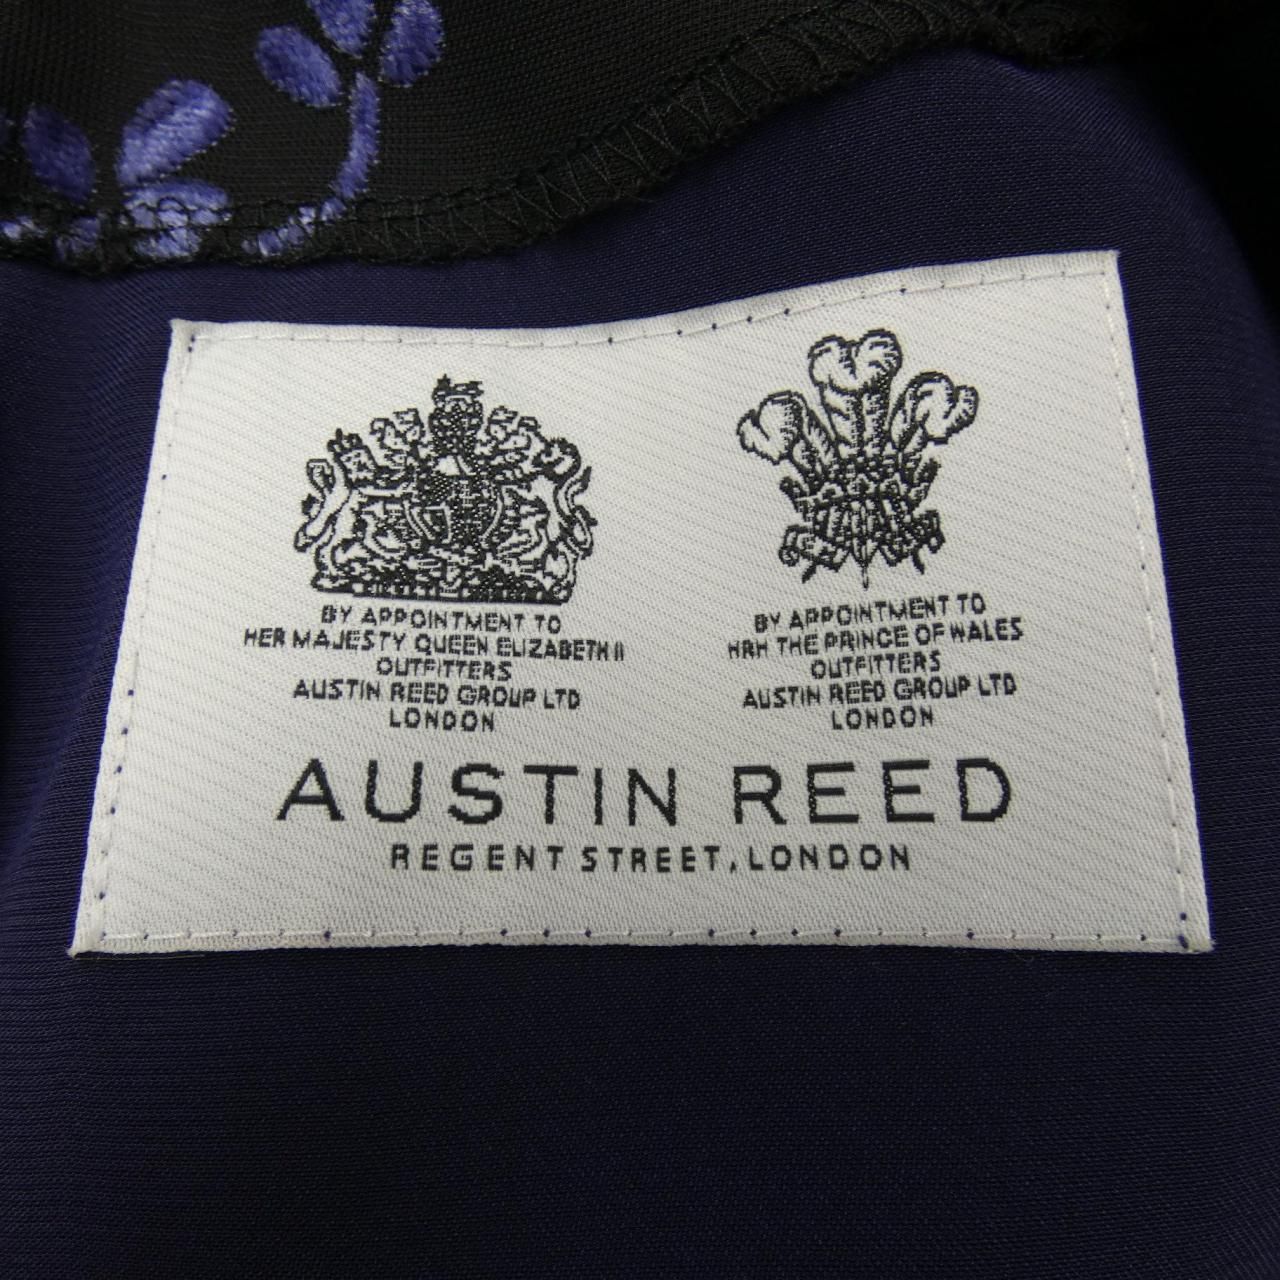 BY APPOINTMENT TO
HER MAJESTY QUEEN ELIZABETH II
OUTFITTERS
AUSTIN REED GROUP LTD
LONDON
BY APPOINTMENT TO
HRH THE PRINCE OF WALES
OUTFITTERS
AUSTIN REED GROUP LTD
LONDON
AUSTIN REED
REGENT STREET, LONDON